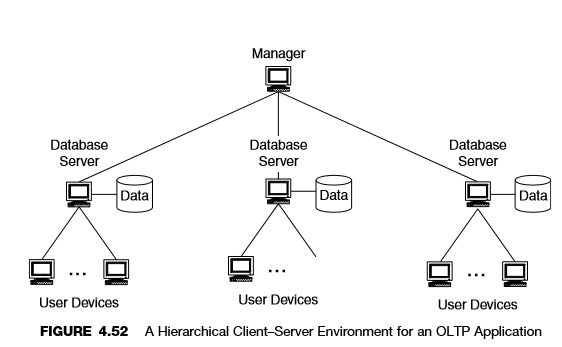 Manager
Database
Server
Database
Server
Database
Server
Data
Data
Data
...
...
...
User Devices
User Devices
User Devices
FIGURE 4.52 A Hierarchical Client–Server Environment for an OLTP Application